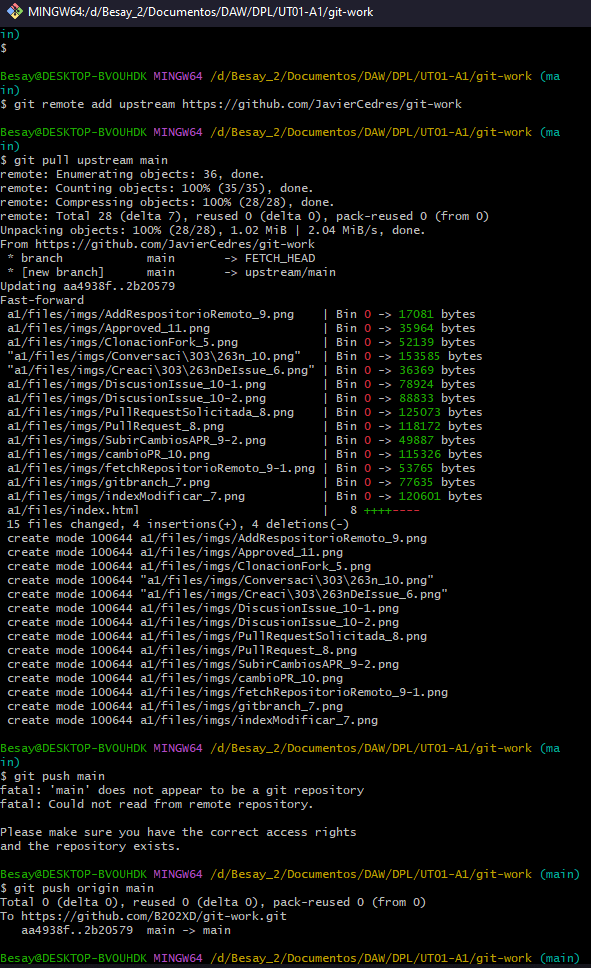 MINGW64:/d/Besay_2/Documentos/DAW/DPL/UT01-A1/git-work
in)
$
Besay@DESKTOP-BVOUHDK MINGW64 /d/Besay_2/Documentos/DAW/DPL/UT01-A1/git-work (ma
in)
$ git remote add upstream https://github.com/JavierCedres/git-work
Besay@DESKTOP-BVOUHDK MINGW64 /d/Besay_2/Documentos/DAW/DPL/UT01-A1/git-work (ma
in)
$ git pull upstream main
remote: Enumerating objects: 36, done.
remote: Counting objects: 100% (35/35), done.
remote: Compressing objects: 100% (28/28), done.
remote: Total 28 (delta 7), reused 0 (delta 0), pack-reused 0 (from 0)
Unpacking objects: 100% (28/28), 1.02 MiB | 2.04 MiB/s, done.
From https://github.com/JavierCedres/git-work
 * branch            main       -> FETCH_HEAD
 * [new branch]      main       -> upstream/main
Updating aa4938f..2b20579
Fast-forward
 a1/files/imgs/AddRespositorioRemoto_9.png    | Bin 0 -> 17081 bytes
 a1/files/imgs/Approved_11.png                | Bin 0 -> 35964 bytes
 a1/files/imgs/ClonacionFork_5.png            | Bin 0 -> 52139 bytes
 "a1/files/imgs/Conversaci\303\263n_10.png"   | Bin 0 -> 153585 bytes
 "a1/files/imgs/Creaci\303\263nDeIssue_6.png" | Bin 0 -> 36369 bytes
 a1/files/imgs/DiscusionIssue_10-1.png        | Bin 0 -> 78924 bytes
 a1/files/imgs/DiscusionIssue_10-2.png        | Bin 0 -> 88833 bytes
 a1/files/imgs/PullRequestSolicitada_8.png    | Bin 0 -> 125073 bytes
 a1/files/imgs/PullRequest_8.png              | Bin 0 -> 118172 bytes
 a1/files/imgs/SubirCambiosAPR_9-2.png        | Bin 0 -> 49887 bytes
 a1/files/imgs/cambioPR_10.png                | Bin 0 -> 115326 bytes
 a1/files/imgs/fetchRepositorioRemoto_9-1.png | Bin 0 -> 53765 bytes
 a1/files/imgs/gitbranch_7.png                | Bin 0 -> 77635 bytes
 a1/files/imgs/indexModificar_7.png           | Bin 0 -> 120601 bytes
 a1/files/index.html                          |   8 ++++----
 15 files changed, 4 insertions(+), 4 deletions(-)
 create mode 100644 a1/files/imgs/AddRespositorioRemoto_9.png
 create mode 100644 a1/files/imgs/Approved_11.png
 create mode 100644 a1/files/imgs/ClonacionFork_5.png
 create mode 100644 "a1/files/imgs/Conversaci\303\263n_10.png"
 create mode 100644 "a1/files/imgs/Creaci\303\263nDeIssue_6.png"
 create mode 100644 a1/files/imgs/DiscusionIssue_10-1.png
 create mode 100644 a1/files/imgs/DiscusionIssue_10-2.png
 create mode 100644 a1/files/imgs/PullRequestSolicitada_8.png
 create mode 100644 a1/files/imgs/PullRequest_8.png
 create mode 100644 a1/files/imgs/SubirCambiosAPR_9-2.png
 create mode 100644 a1/files/imgs/cambioPR_10.png
 create mode 100644 a1/files/imgs/fetchRepositorioRemoto_9-1.png
 create mode 100644 a1/files/imgs/gitbranch_7.png
 create mode 100644 a1/files/imgs/indexModificar_7.png
Besay@DESKTOP-BVOUHDK MINGW64 /d/Besay_2/Documentos/DAW/DPL/UT01-A1/git-work (ma
in)
$ git push main
fatal: 'main' does not appear to be a git repository
fatal: Could not read from remote repository.
Please make sure you have the correct access rights
and the repository exists.
Besay@DESKTOP-BVOUHDK MINGW64 /d/Besay_2/Documentos/DAW/DPL/UT01-A1/git-work (main)
$ git push origin main
Total 0 (delta 0), reused 0 (delta 0), pack-reused 0 (from 0)
To https://github.com/B202XD/git-work.git
   aa4938f..2b20579  main -> main
Besay@DESKTOP-BVOUHDK MINGW64 /d/Besay_2/Documentos/DAW/DPL/UT01-A1/git-work (main)